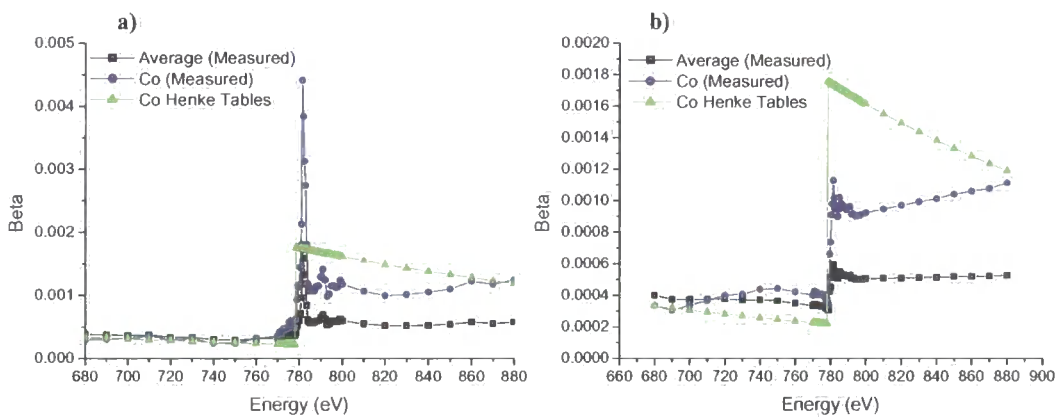 a)
0.005
0.004
0.003
0.002
0.001
0.000
Beta
Average (Measured)
Co (Measured)
Co Henke Tables
680 700 720 740 760 780 800 820 840 860 880
Energy (eV)
b)
0.0020
0.0018
0.0016
0.0014
0.0012
0.0010
0.0008
0.0006
0.0004
0.0002
0.0000
Beta
Average (Measured)
Co (Measured)
Co Henke Tables
660 680 700 720 740 760 780 800 820 840 860 880 900
Energy (eV)